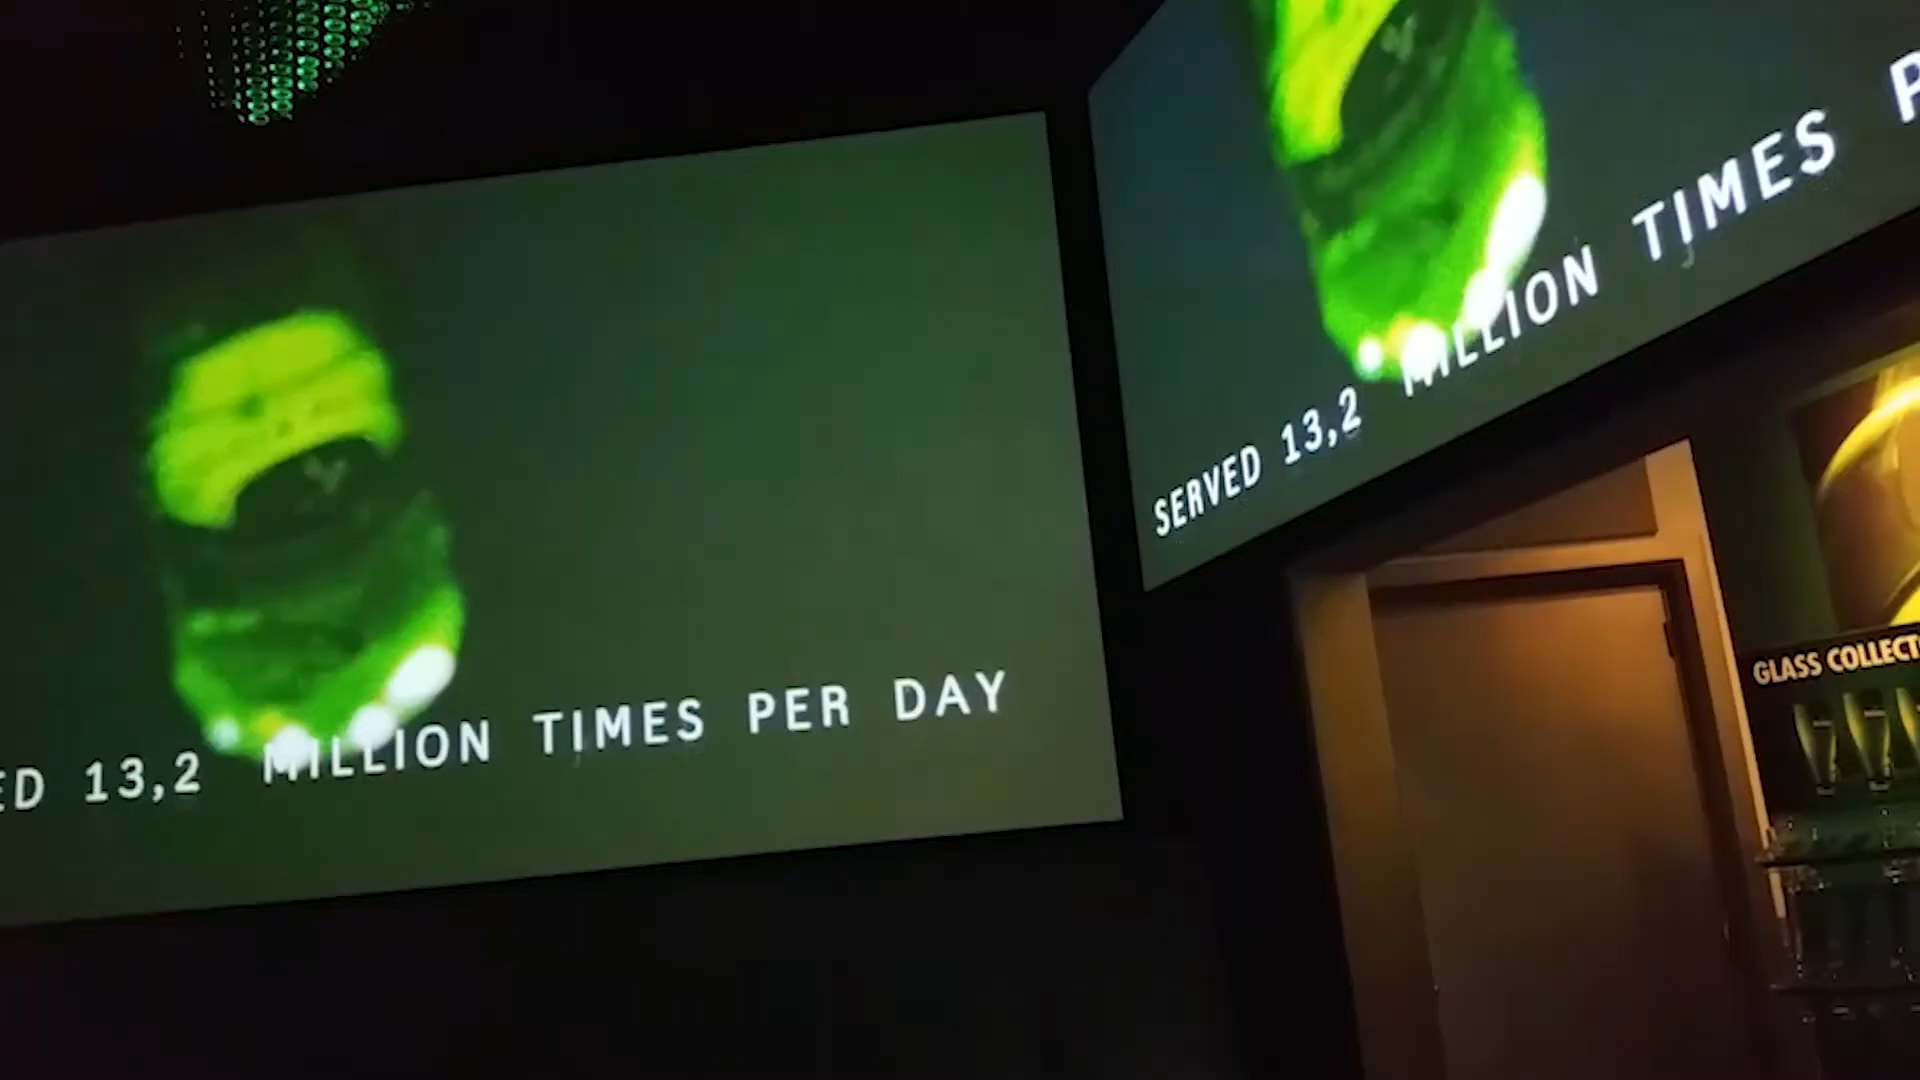 ED 13,2 MILLION TIMES PER DAY
SERVED 13,2 MILLION TIMES P
GLASS COLLECT